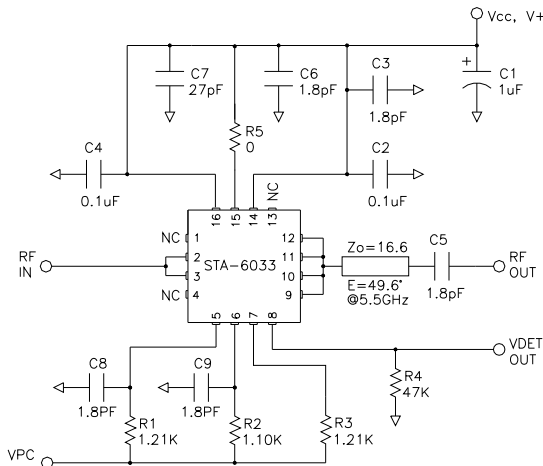 Vcc, V+
C7
27pF
C6
1.8pF
C3
1.8pF
+
C1
1uF
R5
0
C4
0.1uF
C2
0.1uF
NC
16
15
14
13
NC
1
2
3
NC
4
STA-6033
12
11
10
9
5
6
7
8
RF
IN
Zo=16.6
E=49.6°
@5.5GHz
C5
1.8pF
RF
OUT
VDET
OUT
C8
1.8PF
C9
1.8PF
R4
47K
R1
1.21K
R2
1.10K
R3
1.21K
VPC